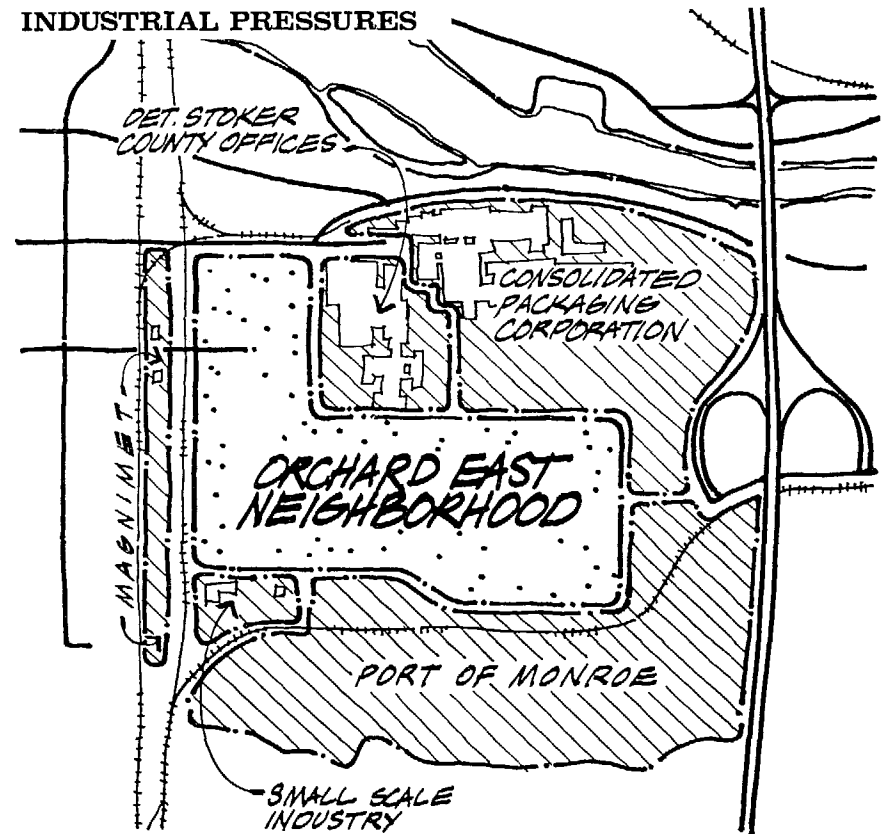 INDUSTRIAL PRESSURES
DET. STOKER
COUNTY OFFICES
CONSOLIDATED
PACKAGING
CORPORATION
ORCHARD EAST
NEIGHBORHOOD
MAGNIMET
PORT OF MONROE
SMALL SCALE
INDUSTRY